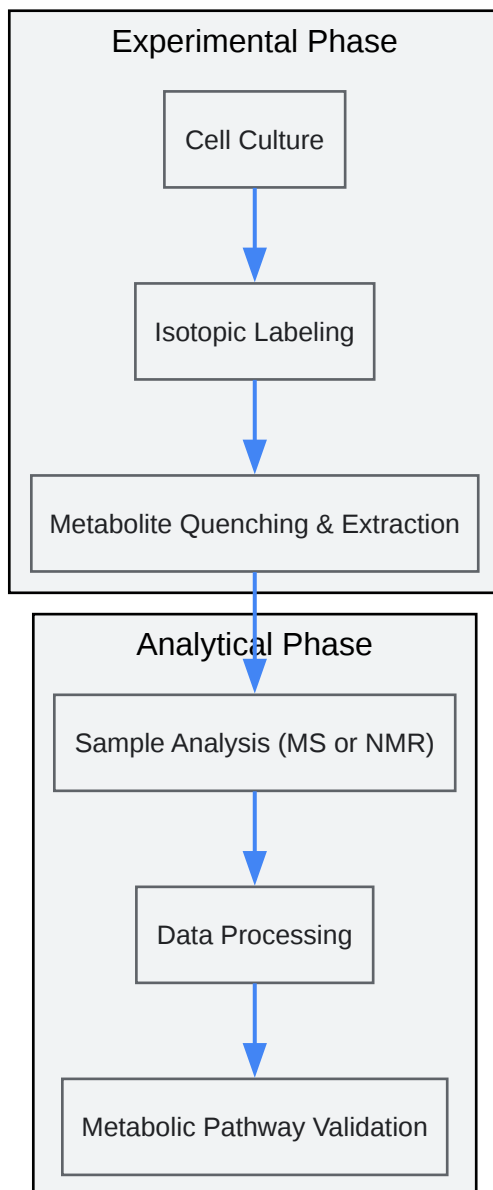 Experimental Phase
Cell Culture
Isotopic Labeling
Metabolite Quenching & Extraction
Analytical Phase
Sample Analysis (MS or NMR)
Data Processing
Metabolic Pathway Validation